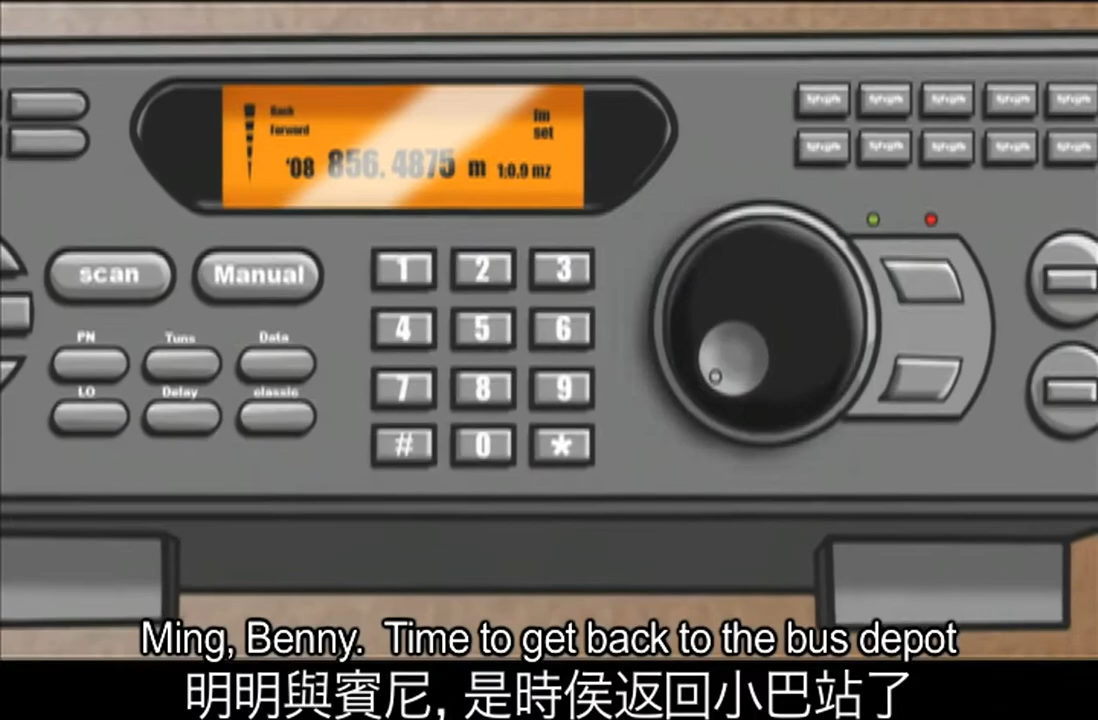 Back
Forward
fm
set
'08 856.4875 m 1:0.9 mz
scan Manual
1 2 3
4 5 6
7 8 9
# 0 *
PN Tuns Data
LO Delay classic
Ming, Benny. Time to get back to the bus depot
明明與賓尼, 是時侯返回小巴站了